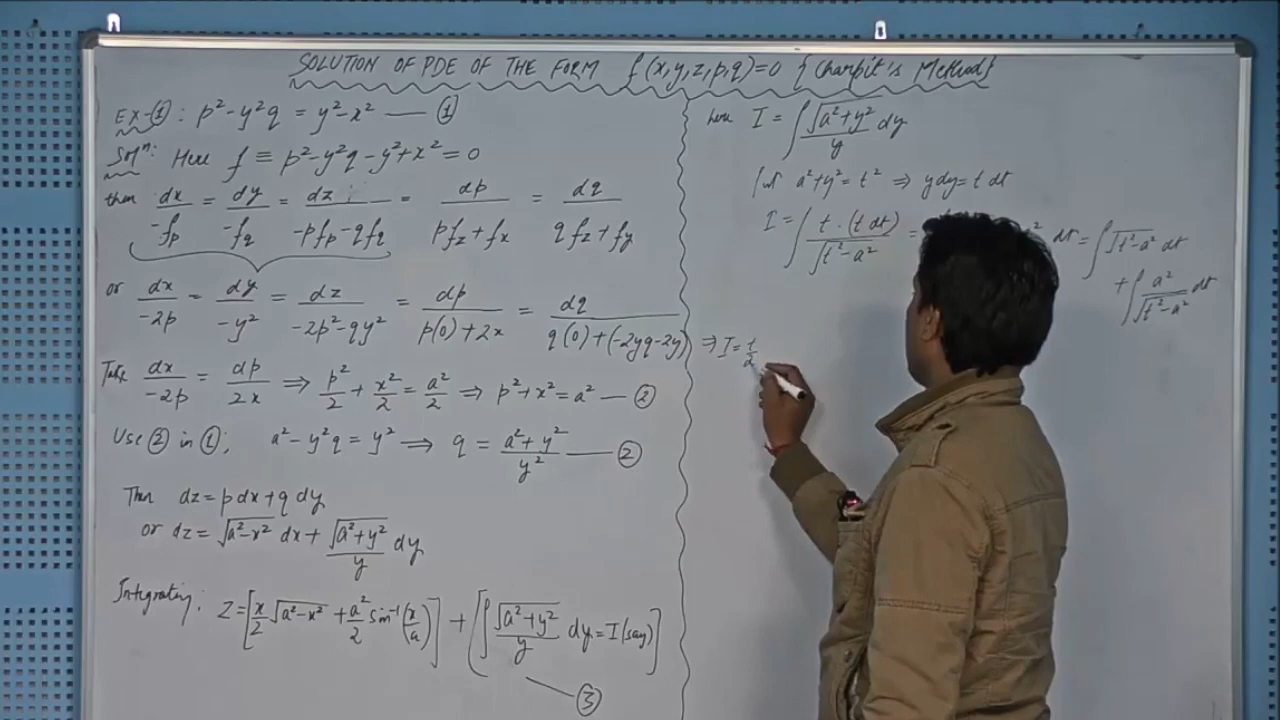 SOLUTION OF PDE OF THE FORM f(x,y,z,p,q)=0 {Charpit's Method}
EX-①: p²-y²q = y²-x² —— ①
Solⁿ: Here f ≡ p²-y²q-y²+x²=0
then dx/-fp = dy/-fq = dz/-pfp-qfq = dp/pfz+fx = dq/qfz+fy
or dx/-2p = dy/-y² = dz/-2p²-qy² = dp/p(0)+2x = dq/q(0)+(-2yq-2y)
Take dx/-2p = dp/2x ⇒ p²/2 + x²/2 = a²/2 ⇒ p²+x²=a² — ②
Use ② in ①; a²-y²q = y² ⇒ q = a²+y²/y² —— ②
Then dz = p dx + q dy
or dz = √a²-x² dx + √a²+y²/y dy
Integrating; Z = [x/2 √a²-x² + a²/2 sin⁻¹(x/a)] + [∫ √a²+y²/y dy = I (say)]
—— ③
here I = ∫ √a²+y²/y dy
Put a²+y² = t² ⇒ y dy = t dt
I = ∫ t·(t dt)/√t²-a² = dt = ∫ √t²-a² dt
+ ∫ a²/√t²-a² dt
⇒ I = t/2